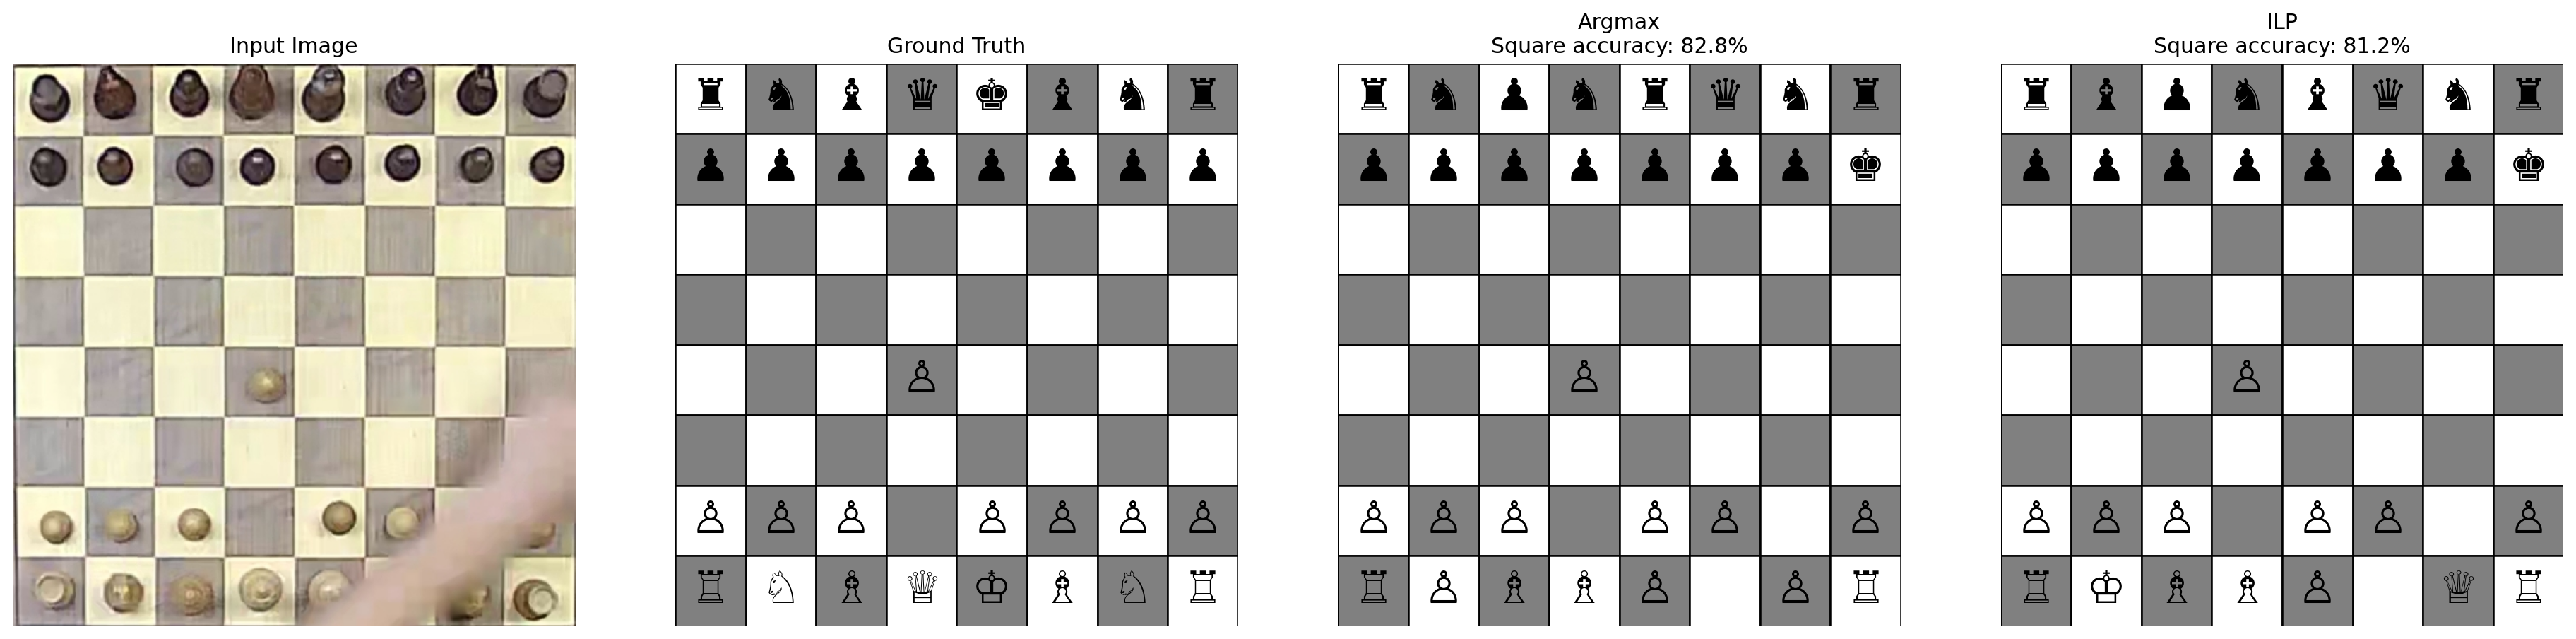 Input Image
Ground Truth
Argmax
Square accuracy: 82.8%
ILP
Square accuracy: 81.2%